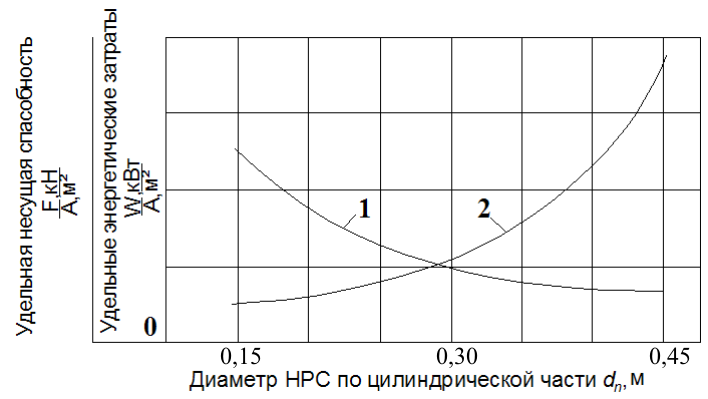 Удельная несущая спасобность
F,кН
А,м²
Удельные энергетические затраты
W,кВт
А,м²
1
2
0
0,15
0,30
0,45
Диаметр НРС по цилиндрической части dn, м